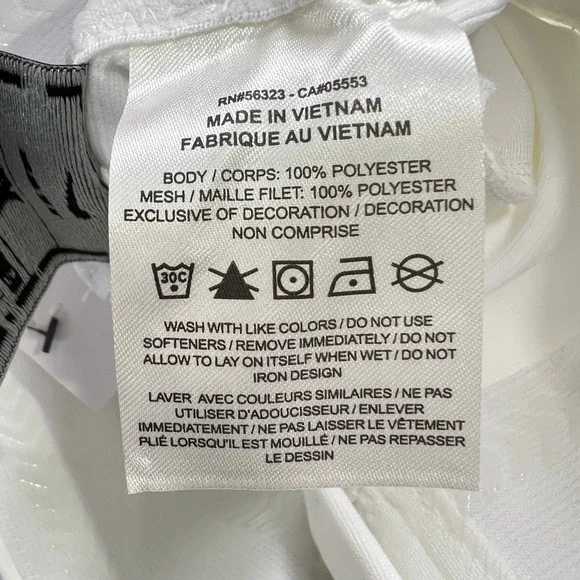 RN#56323 - CA#05553
MADE IN VIETNAM
FABRIQUE AU VIETNAM
BODY / CORPS: 100% POLYESTER
MESH / MAILLE FILET: 100% POLYESTER
EXCLUSIVE OF DECORATION / DECORATION
NON COMPRISE
30C
WASH WITH LIKE COLORS / DO NOT USE
SOFTENERS / REMOVE IMMEDIATELY / DO NOT
ALLOW TO LAY ON ITSELF WHEN WET / DO NOT
IRON DESIGN
LAVER AVEC COULEURS SIMILAIRES / NE PAS
UTILISER D'ADOUCISSEUR / ENLEVER
IMMEDIATEMENT / NE PAS LAISSER LE VÊTEMENT
PLIÉ LORSQU'IL EST MOUILLÉ / NE PAS REPASSER
LE DESSIN